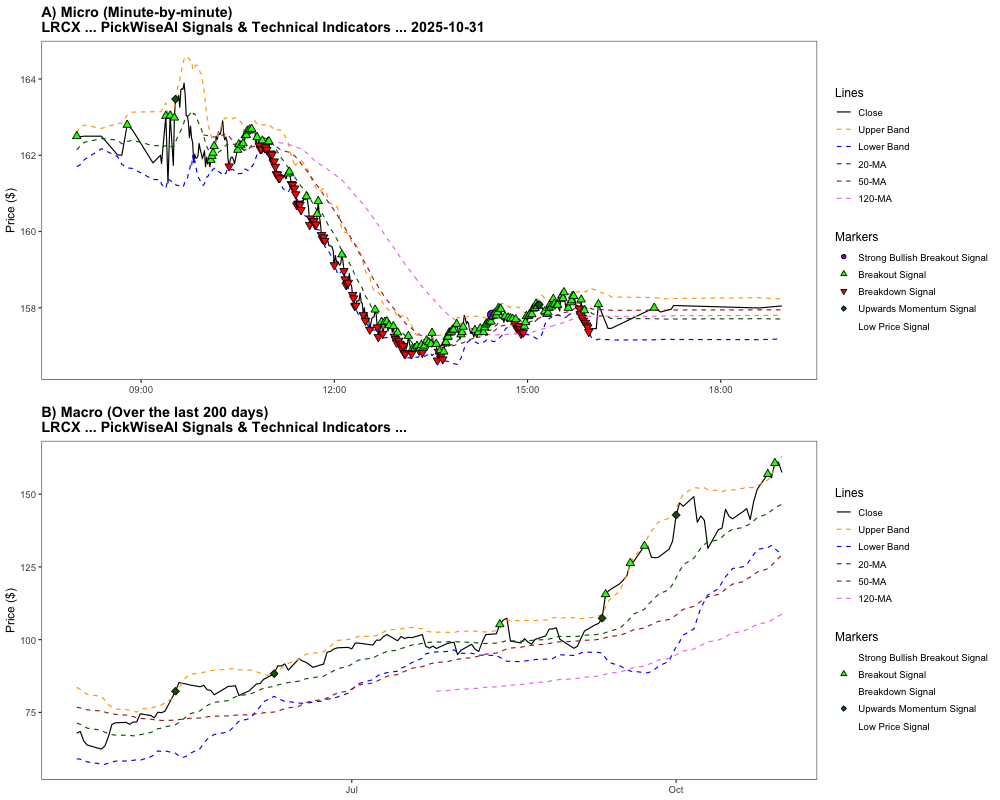 A) Micro (Minute-by-minute)
LRCX ... PickWiseAI Signals & Technical Indicators ... 2025-10-31
164
162
160
158
Price ($)
09:00
12:00
15:00
18:00
Lines
Close
Upper Band
Lower Band
20-MA
50-MA
120-MA
Markers
Strong Bullish Breakout Signal
Breakout Signal
Breakdown Signal
Upwards Momentum Signal
Low Price Signal
B) Macro (Over the last 200 days)
LRCX ... PickWiseAI Signals & Technical Indicators ...
150
125
100
75
Price ($)
Jul
Oct
Lines
Close
Upper Band
Lower Band
20-MA
50-MA
120-MA
Markers
Strong Bullish Breakout Signal
Breakout Signal
Breakdown Signal
Upwards Momentum Signal
Low Price Signal